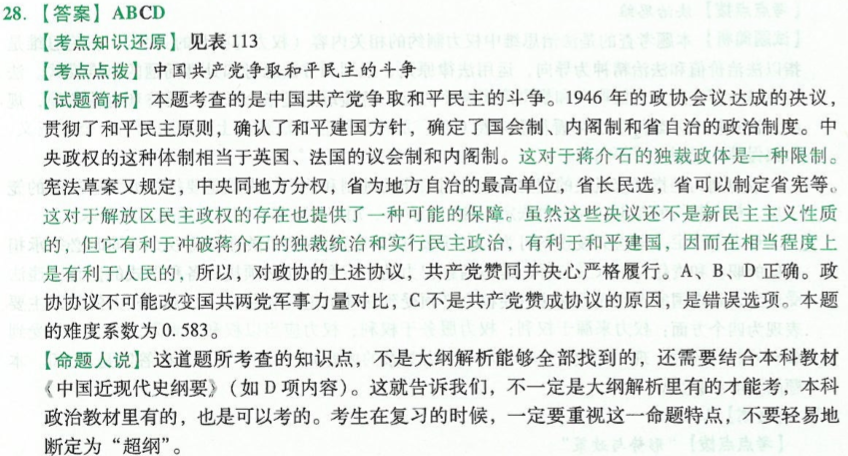 28. 【答案】ABCD
【考点知识还原】见表113
【考点点拨】中国共产党争取和平民主的斗争
【试题简析】本题考查的是中国共产党争取和平民主的斗争。1946 年的政协会议达成的决议，
贯彻了和平民主原则，确认了和平建国方针，确定了国会制、内阁制和省自治的政治制度。中
央政权的这种体制相当于英国、法国的议会制和内阁制。这对于蒋介石的独裁政体是一种限制。
宪法草案又规定，中央同地方分权，省为地方自治的最高单位，省长民选，省可以制定省宪等。
这对于解放区民主政权的存在也提供了一种可能的保障。虽然这些决议还不是新民主主义性质
的，但它有利于冲破蒋介石的独裁统治和实行民主政治，有利于和平建国，因而在相当程度上
是有利于人民的，所以，对政协的上述协议，共产党赞同并决心严格履行。A、B、D 正确。政
协协议不可能改变国共两党军事力量对比，C 不是共产党赞成协议的原因，是错误选项。本题
的难度系数为 0. 583。
【命题人说】这道题所考查的知识点，不是大纲解析能够全部找到的，还需要结合本科教材
《中国近现代史纲要》（如 D 项内容）。这就告诉我们，不一定是大纲解析里有的才能考，本科
政治教材里有的，也是可以考的。考生在复习的时候，一定要重视这一命题特点，不要轻易地
断定为“超纲”。